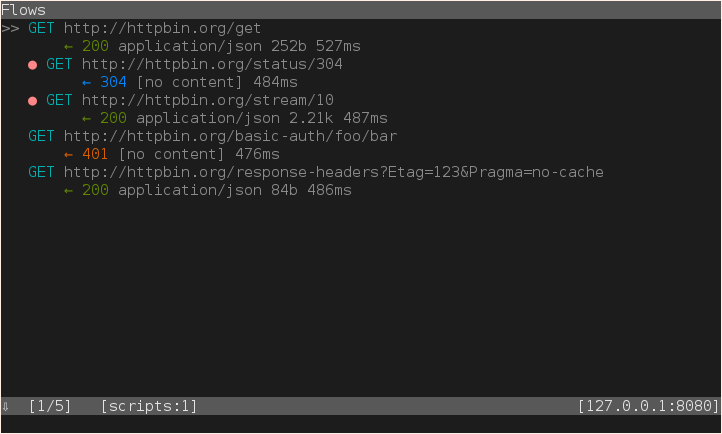 Flows
>> GET http://httpbin.org/get
← 200 application/json 252b 527ms
● GET http://httpbin.org/status/304
← 304 [no content] 484ms
● GET http://httpbin.org/stream/10
← 200 application/json 2.21k 487ms
GET http://httpbin.org/basic-auth/foo/bar
← 401 [no content] 476ms
GET http://httpbin.org/response-headers?Etag=123&Pragma=no-cache
← 200 application/json 84b 486ms
⇩ [1/5] [scripts:1] [127.0.0.1:8080]